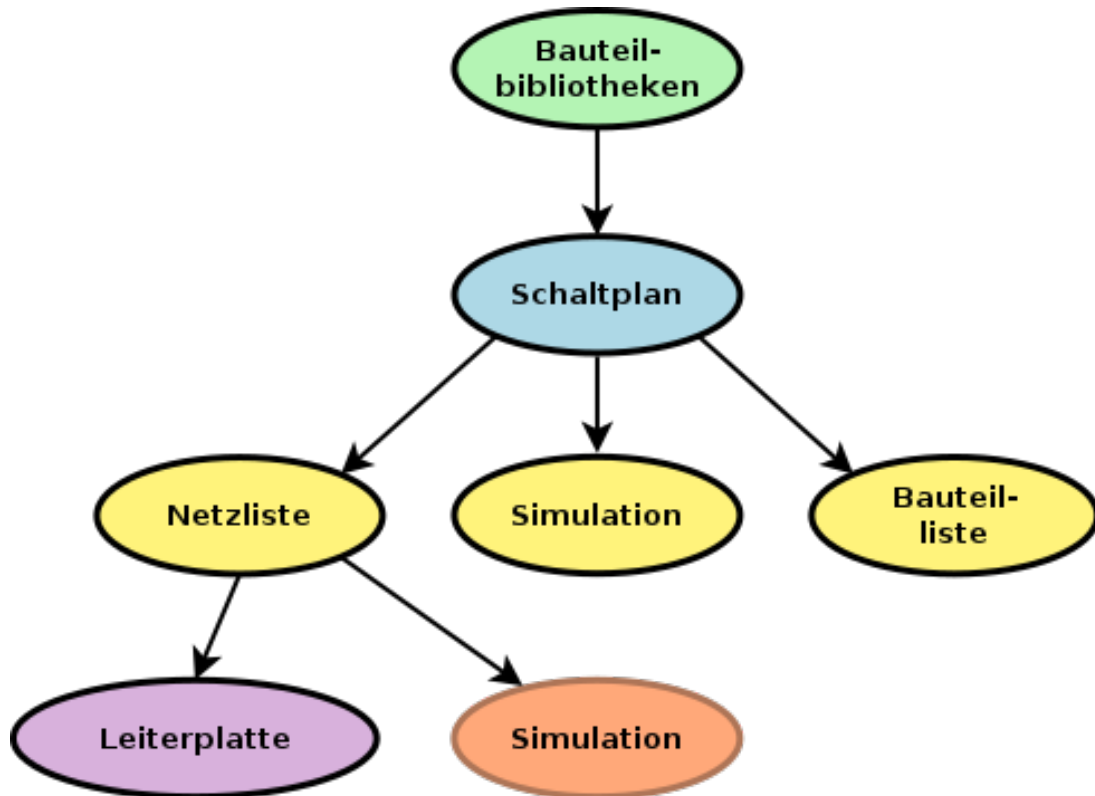 Bauteil-
bibliotheken
Schaltplan
Netzliste
Simulation
Bauteil-
liste
Leiterplatte
Simulation